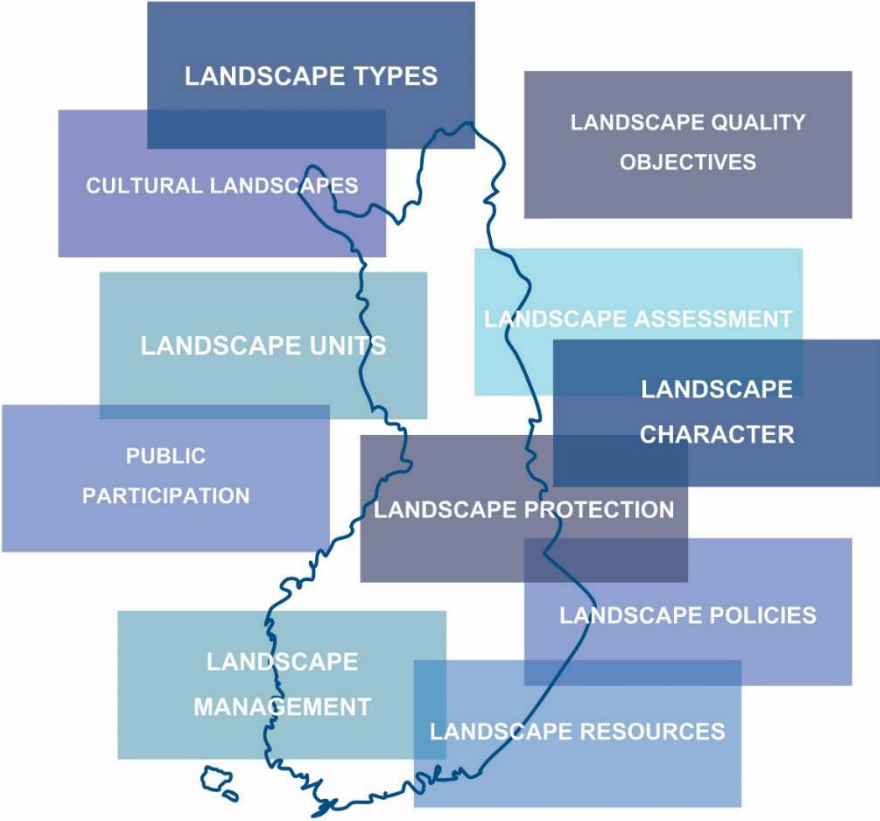 LANDSCAPE TYPES
LANDSCAPE QUALITY
OBJECTIVES
CULTURAL LANDSCAPES
LANDSCAPE ASSESSMENT
LANDSCAPE UNITS
LANDSCAPE
CHARACTER
PUBLIC
PARTICIPATION
LANDSCAPE PROTECTION
LANDSCAPE POLICIES
LANDSCAPE
MANAGEMENT
LANDSCAPE RESOURCES